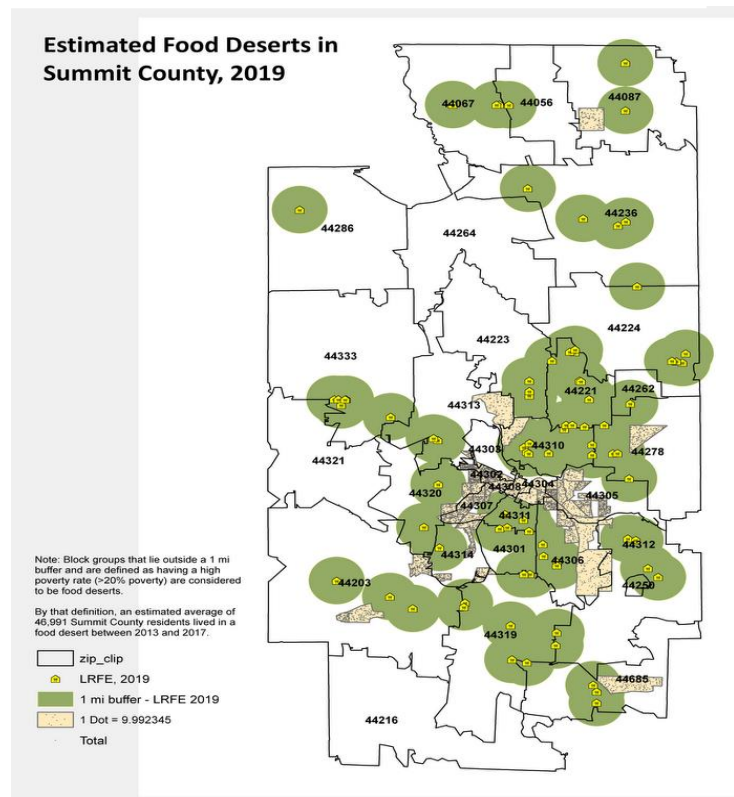 Estimated Food Deserts in
Summit County, 2019
44067
44056
44087
44286
44264
44236
44223
44224
44333
44221
44262
44313
44321
44303
44310
44278
44302
44320
44308
44304
44305
44307
44311
44314
44301
44306
44312
44203
44250
44319
44685
44216
Note: Block groups that lie outside a 1 mi
buffer and are defined as having a high
poverty rate (>20% poverty) are considered
to be food deserts.
By that definition, an estimated average of
46,991 Summit County residents lived in a
food desert between 2013 and 2017.
zip_clip
LRFE, 2019
1 mi buffer - LRFE 2019
1 Dot = 9.992345
Total